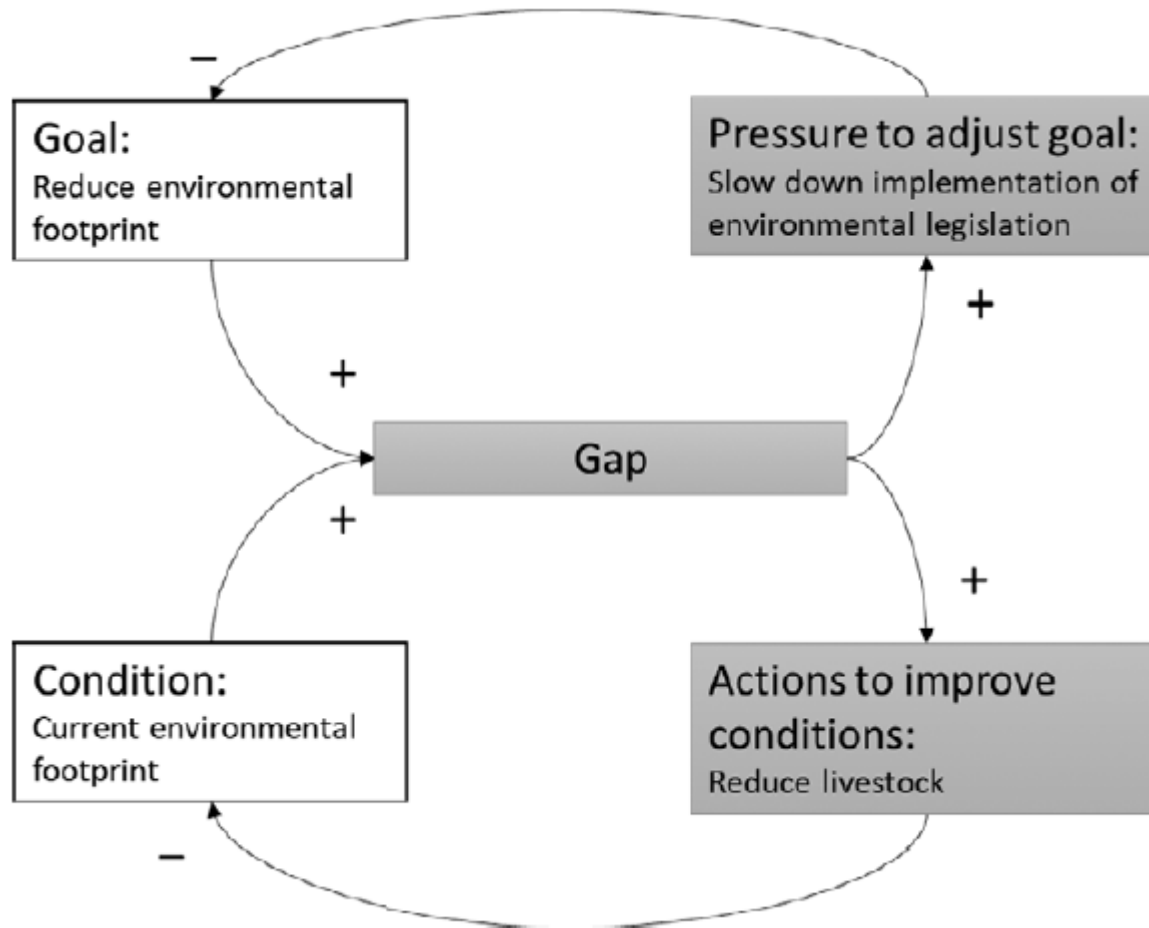 –
Goal:
Reduce environmental
footprint
Pressure to adjust goal:
Slow down implementation of
environmental legislation
+
+
Gap
+
+
Condition:
Current environmental
footprint
Actions to improve
conditions:
Reduce livestock
–